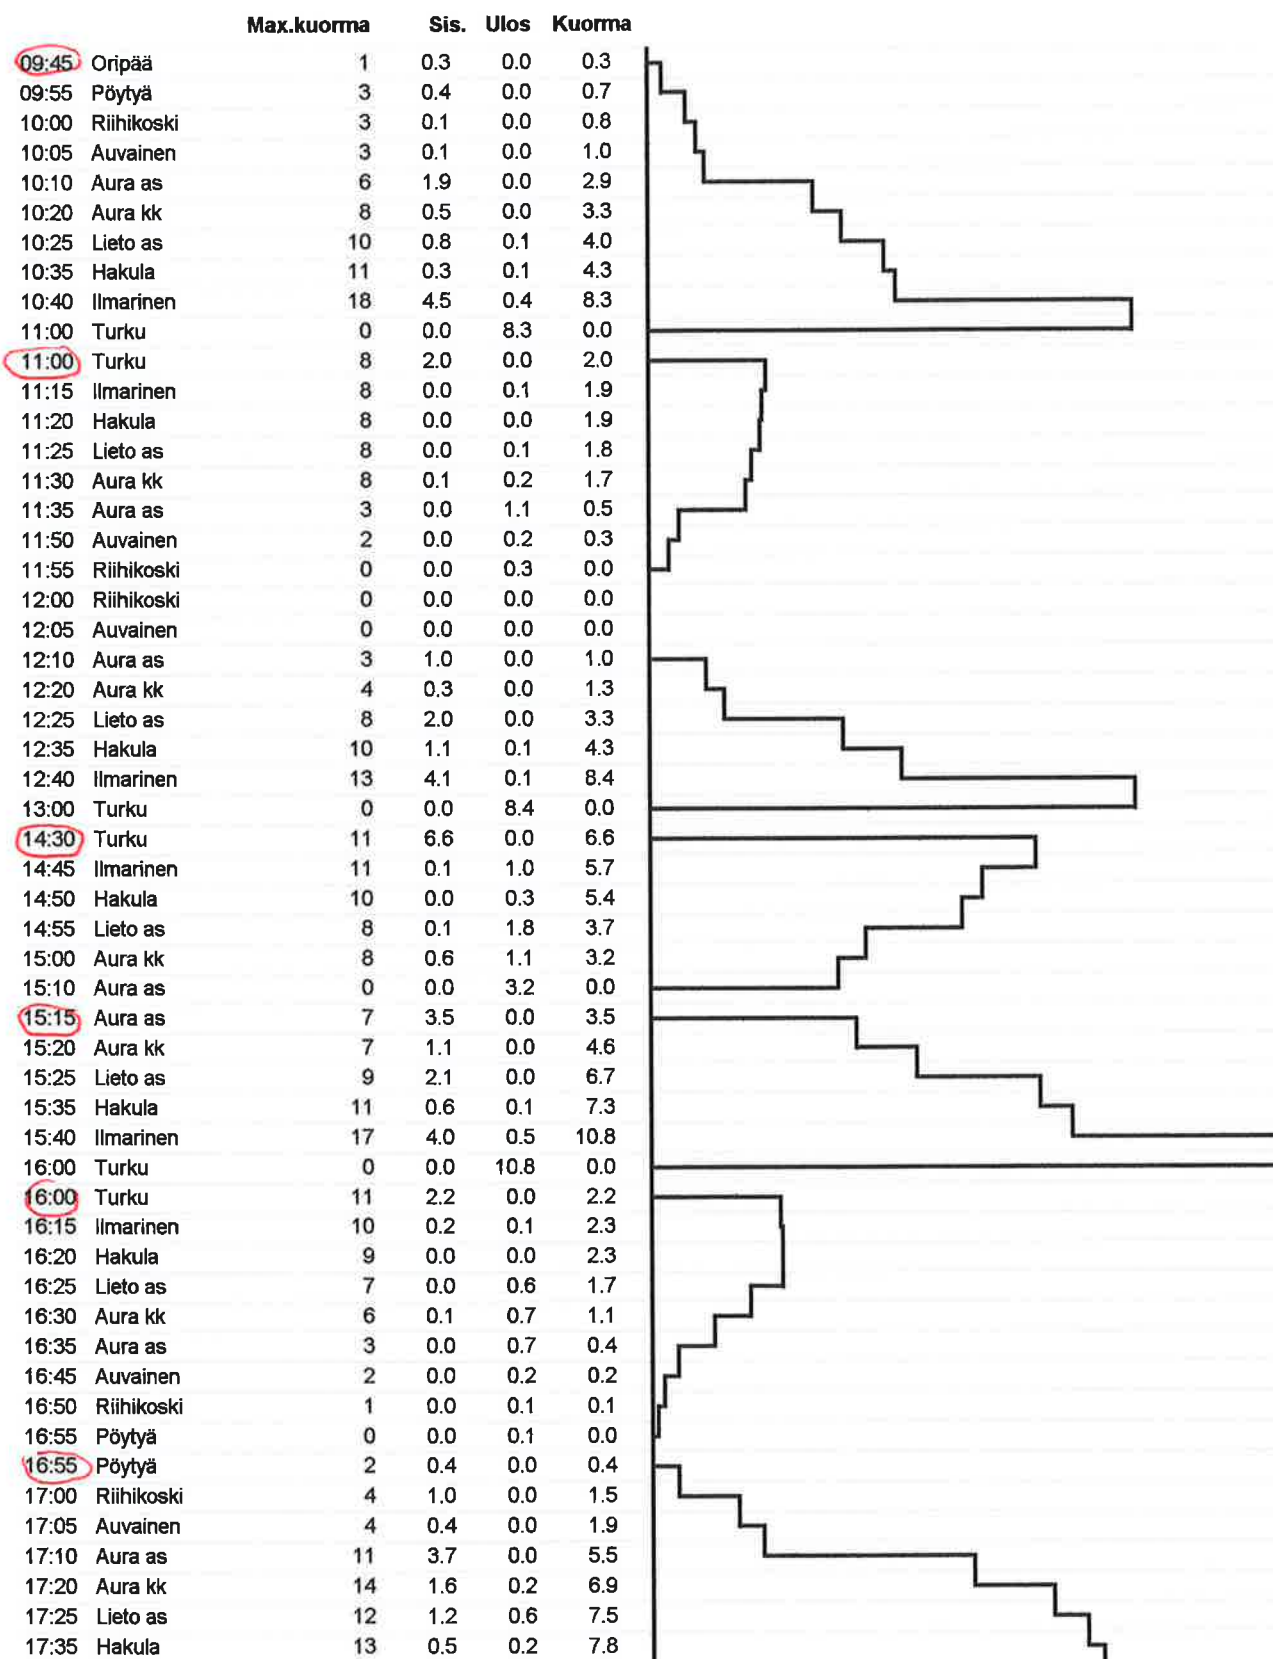 Max.kuorma Sis. Ulos Kuorma
09:45 Oripää 1 0.3 0.0 0.3
09:55 Pöytyä 3 0.4 0.0 0.7
10:00 Riihikoski 3 0.1 0.0 0.8
10:05 Auvainen 3 0.1 0.0 1.0
10:10 Aura as 6 1.9 0.0 2.9
10:20 Aura kk 8 0.5 0.0 3.3
10:25 Lieto as 10 0.8 0.1 4.0
10:35 Hakula 11 0.3 0.1 4.3
10:40 Ilmarinen 18 4.5 0.4 8.3
11:00 Turku 0 0.0 8.3 0.0
11:00 Turku 8 2.0 0.0 2.0
11:15 Ilmarinen 8 0.0 0.1 1.9
11:20 Hakula 8 0.0 0.0 1.9
11:25 Lieto as 8 0.0 0.1 1.8
11:30 Aura kk 8 0.1 0.2 1.7
11:35 Aura as 3 0.0 1.1 0.5
11:50 Auvainen 2 0.0 0.2 0.3
11:55 Riihikoski 0 0.0 0.3 0.0
12:00 Riihikoski 0 0.0 0.0 0.0
12:05 Auvainen 0 0.0 0.0 0.0
12:10 Aura as 3 1.0 0.0 1.0
12:20 Aura kk 4 0.3 0.0 1.3
12:25 Lieto as 8 2.0 0.0 3.3
12:35 Hakula 10 1.1 0.1 4.3
12:40 Ilmarinen 13 4.1 0.1 8.4
13:00 Turku 0 0.0 8.4 0.0
14:30 Turku 11 6.6 0.0 6.6
14:45 Ilmarinen 11 0.1 1.0 5.7
14:50 Hakula 10 0.0 0.3 5.4
14:55 Lieto as 8 0.1 1.8 3.7
15:00 Aura kk 8 0.6 1.1 3.2
15:10 Aura as 0 0.0 3.2 0.0
15:15 Aura as 7 3.5 0.0 3.5
15:20 Aura kk 7 1.1 0.0 4.6
15:25 Lieto as 9 2.1 0.0 6.7
15:35 Hakula 11 0.6 0.1 7.3
15:40 Ilmarinen 17 4.0 0.5 10.8
16:00 Turku 0 0.0 10.8 0.0
16:00 Turku 11 2.2 0.0 2.2
16:15 Ilmarinen 10 0.2 0.1 2.3
16:20 Hakula 9 0.0 0.0 2.3
16:25 Lieto as 7 0.0 0.6 1.7
16:30 Aura kk 6 0.1 0.7 1.1
16:35 Aura as 3 0.0 0.7 0.4
16:45 Auvainen 2 0.0 0.2 0.2
16:50 Riihikoski 1 0.0 0.1 0.1
16:55 Pöytyä 0 0.0 0.1 0.0
16:55 Pöytyä 2 0.4 0.0 0.4
17:00 Riihikoski 4 1.0 0.0 1.5
17:05 Auvainen 4 0.4 0.0 1.9
17:10 Aura as 11 3.7 0.0 5.5
17:20 Aura kk 14 1.6 0.2 6.9
17:25 Lieto as 12 1.2 0.6 7.5
17:35 Hakula 13 0.5 0.2 7.8